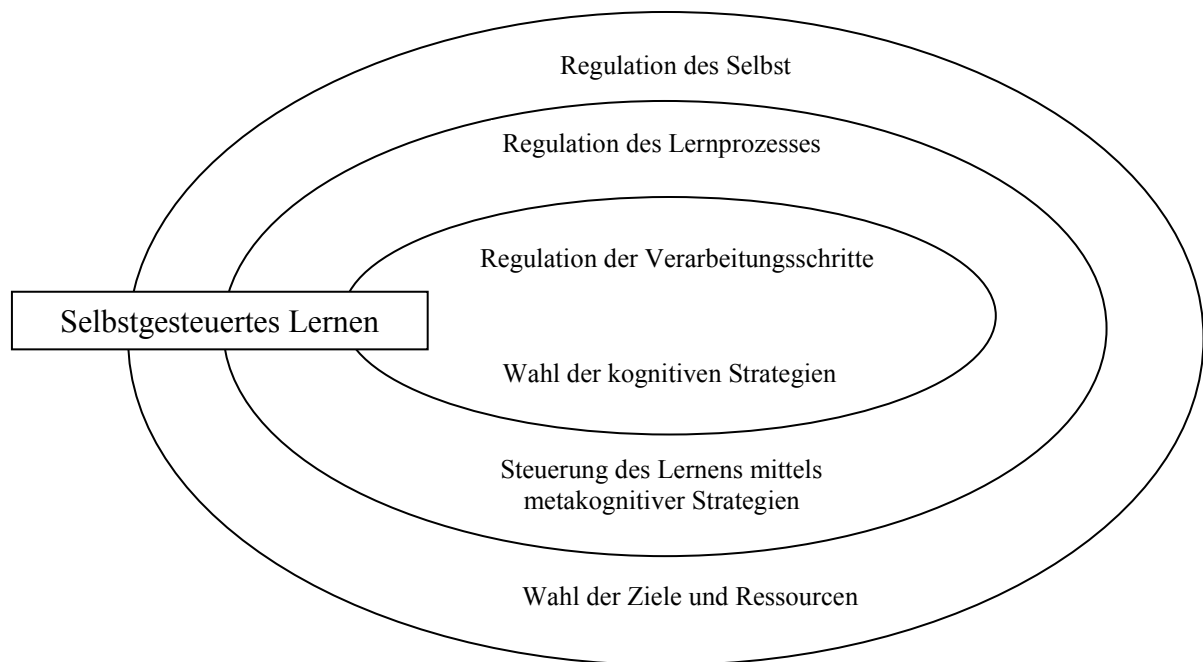 Regulation des Selbst
Regulation des Lernprozesses
Regulation der Verarbeitungsschritte
Selbstgesteuertes Lernen
Wahl der kognitiven Strategien
Steuerung des Lernens mittels
metakognitiver Strategien
Wahl der Ziele und Ressourcen